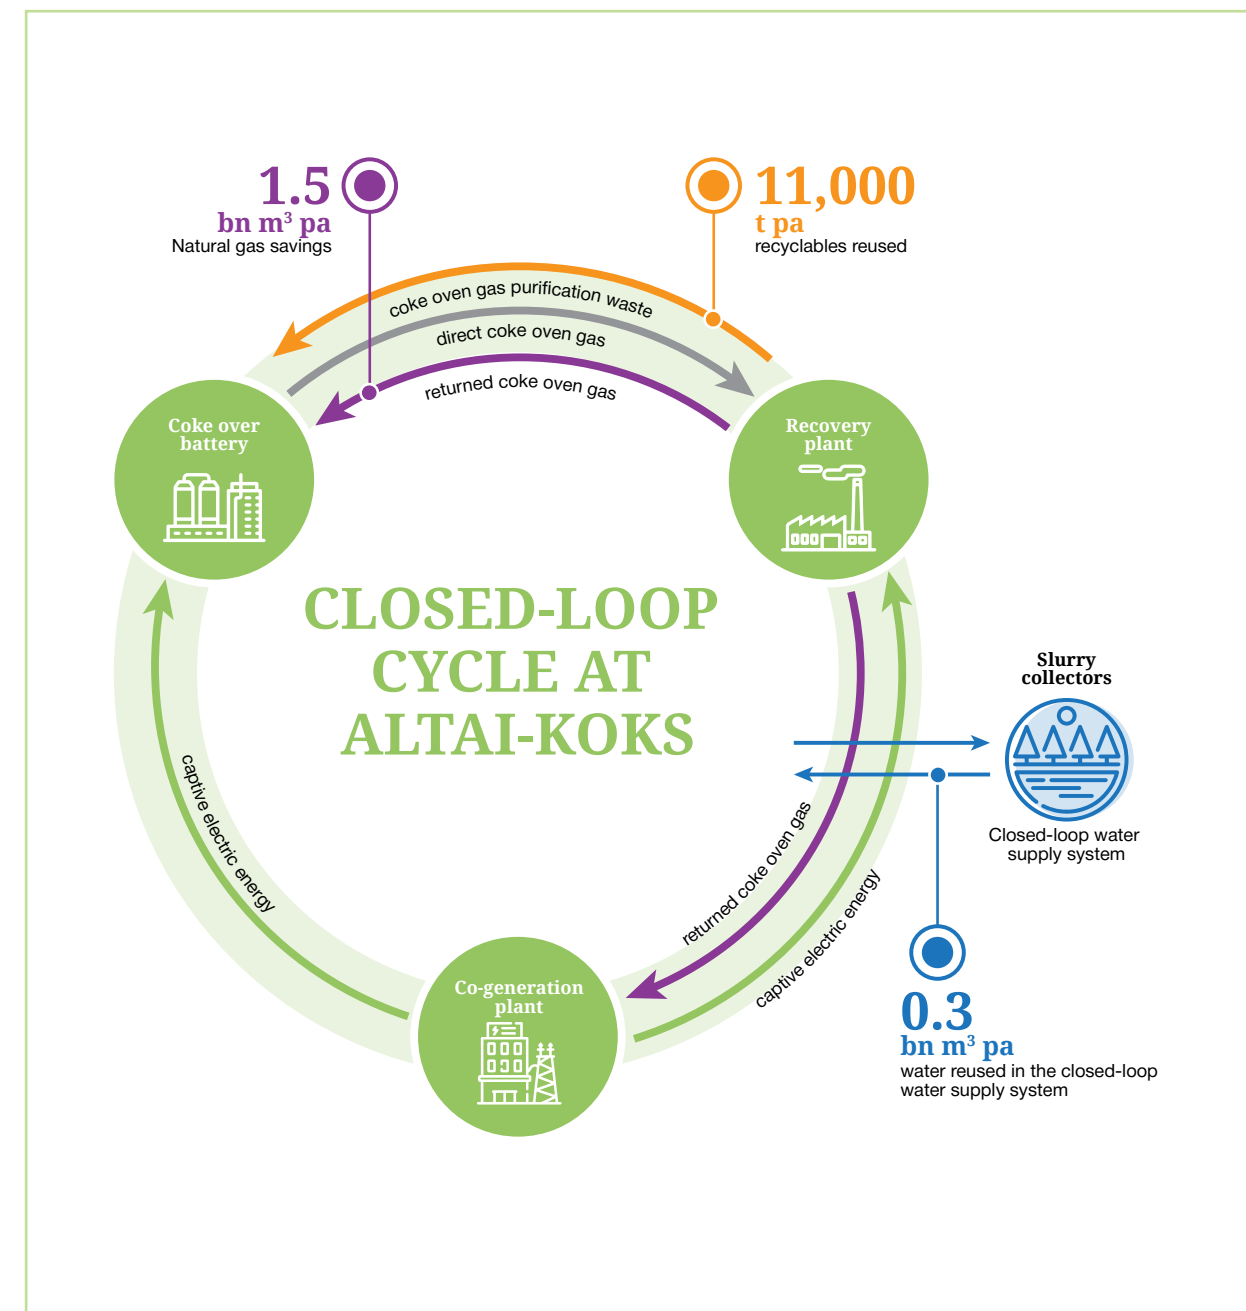 1.5
bn m³ pa
Natural gas savings
11,000
t pa
recyclables reused
coke oven gas purification waste
direct coke oven gas
returned coke oven gas
Coke over
battery
Recovery
plant
CLOSED-LOOP
CYCLE AT
ALTAI-KOKS
Slurry
collectors
Closed-loop water
supply system
captive electric energy
returned coke oven gas
captive electric energy
Co-generation
plant
0.3
bn m³ pa
water reused in the closed-loop
water supply system